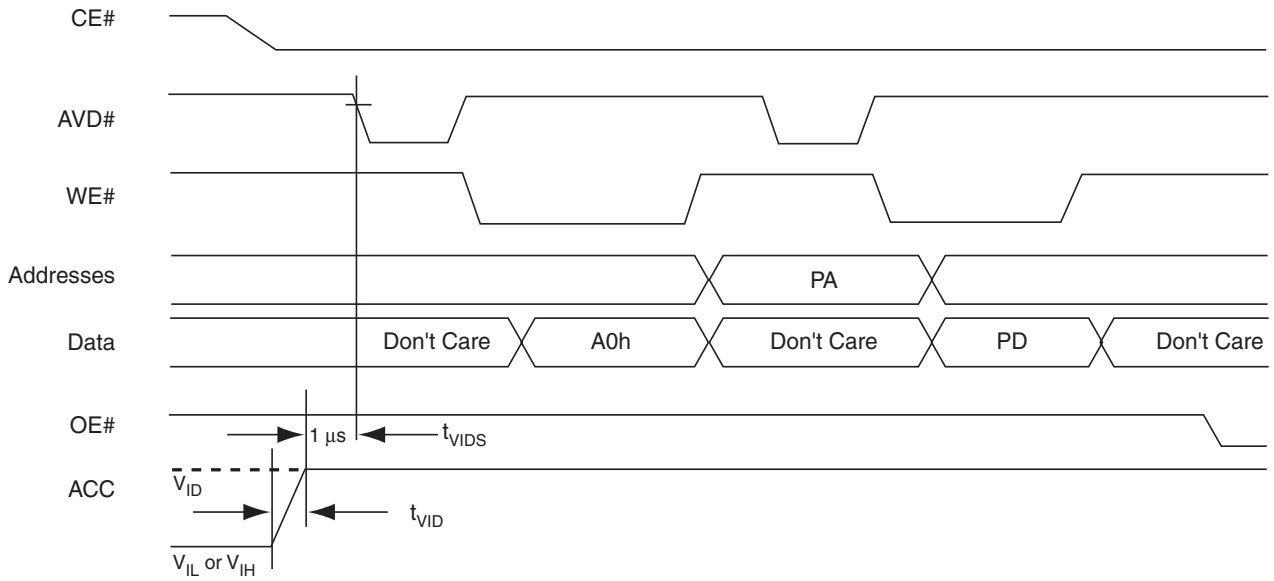 CE#
AVD#
WE#
Addresses
PA
Data
Don't Care
A0h
Don't Care
PD
Don't Care
OE#
1 μs
tVIDS
ACC
VID
tVID
VIL or VIH